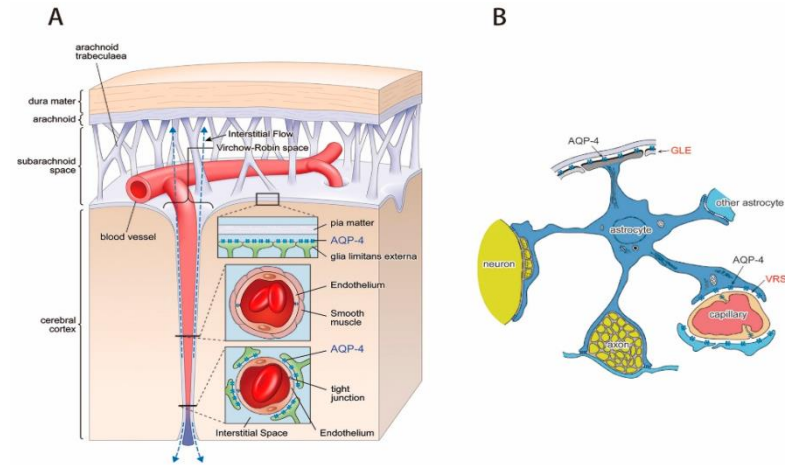 A
arachnoid
trabeculaea
dura mater
arachnoid
subarachnoid
space
Interstitial Flow
Virchow-Robin space
blood vessel
pia matter
AQP-4
glia limitans externa
Endothelium
Smooth
muscle
cerebral
cortex
AQP-4
tight
junction
Interstitial Space
Endothelium
B
AQP-4
GLE
other astrocyte
astrocyte
neuron
AQP-4
VRS
capillary
axon